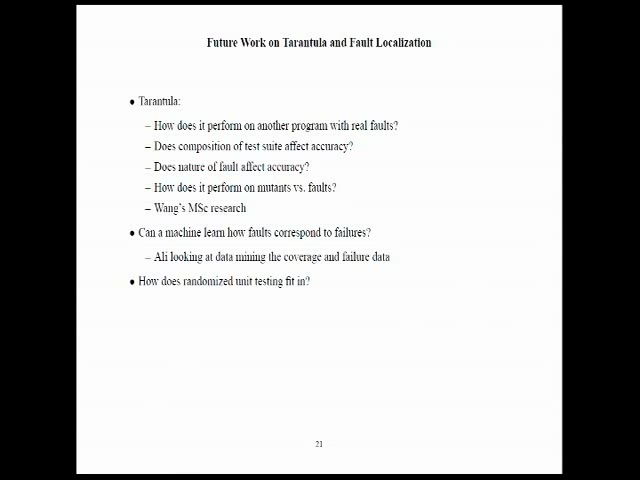 Future Work on Tarantula and Fault Localization
• Tarantula:
– How does it perform on another program with real faults?
– Does composition of test suite affect accuracy?
– Does nature of fault affect accuracy?
– How does it perform on mutants vs. faults?
– Wang's MSc research
• Can a machine learn how faults correspond to failures?
– Ali looking at data mining the coverage and failure data
• How does randomized unit testing fit in?
21